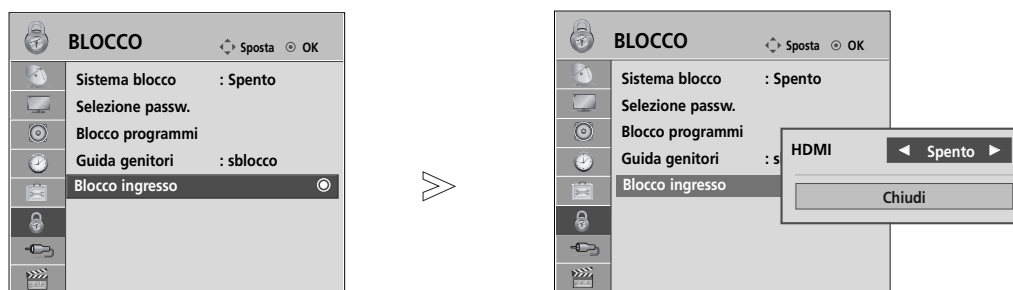 BLOCCO Sposta OK
Sistema blocco : Spento
Selezione passw.
Blocco programmi
Guida genitori : sblocco
Blocco ingresso
BLOCCO Sposta OK
Sistema blocco : Spento
Selezione passw.
Blocco programmi
Guida genitori : s
Blocco ingresso
HDMI ◄ Spento ►
Chiudi